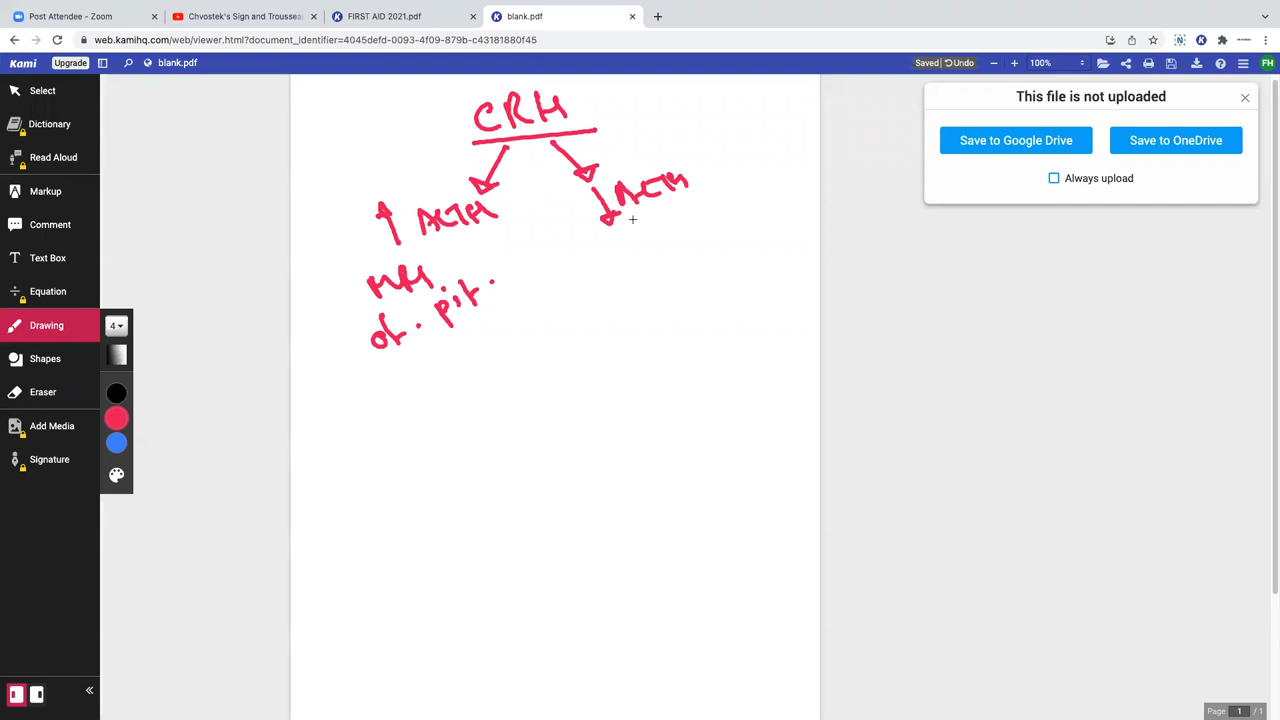 Post Attendee - Zoom
Chvostek's Sign and Trousseau
FIRST AID 2021.pdf
blank.pdf
web.kamihq.com/web/viewer.html?document_identifier=4045defd-0093-4f09-879b-c43181880f45
Kami
Upgrade
blank.pdf
Saved
Undo
100%
FH
Select
Dictionary
Read Aloud
Markup
Comment
Text Box
Equation
Drawing
4
Shapes
Eraser
Add Media
Signature
CRH
ACTH
ACTH
MRI
of. pit.
This file is not uploaded
Save to Google Drive
Save to OneDrive
Always upload
Page 1 / 1